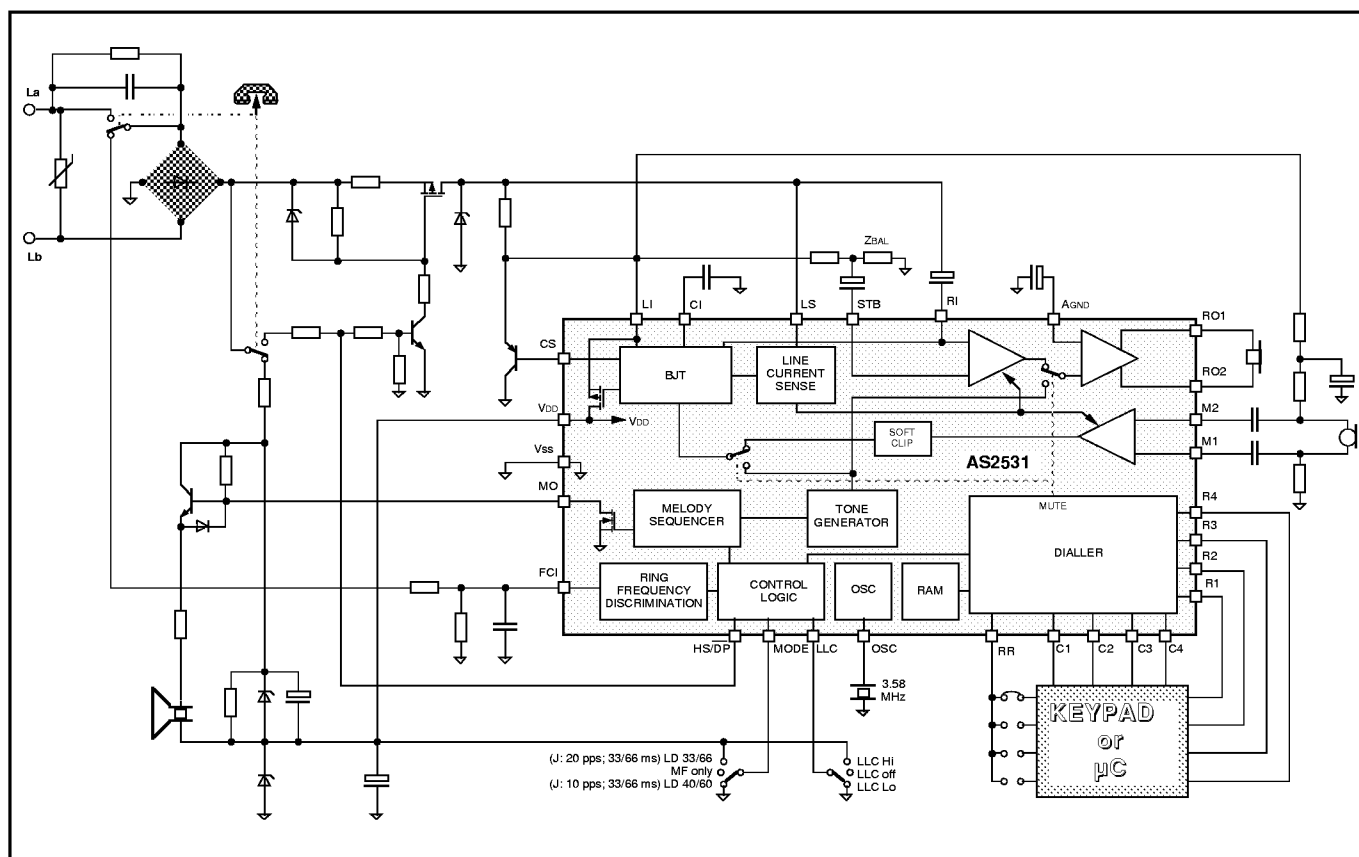 La
Lb
ZBAL
LI
CI
LS
STB
RI
AGND
RO1
CS
BJT
LINE
CURRENT
SENSE
RO2
VDD
VDD
M2
SOFT
CLIP
M1
Vss
AS2531
MO
MELODY
SEQUENCER
TONE
GENERATOR
MUTE
R4
R3
DIALLER
R2
FCI
RING
FREQUENCY
DISCRIMINATION
CONTROL
LOGIC
OSC
RAM
R1
HS/DP
MODE
LLC
OSC
RR
C1
C2
C3
C4
3.58
MHz
KEYPAD
or
µC
(J: 20 pps; 33/66 ms) LD 33/66
MF only
(J: 10 pps; 33/66 ms) LD 40/60
LLC Hi
LLC off
LLC Lo